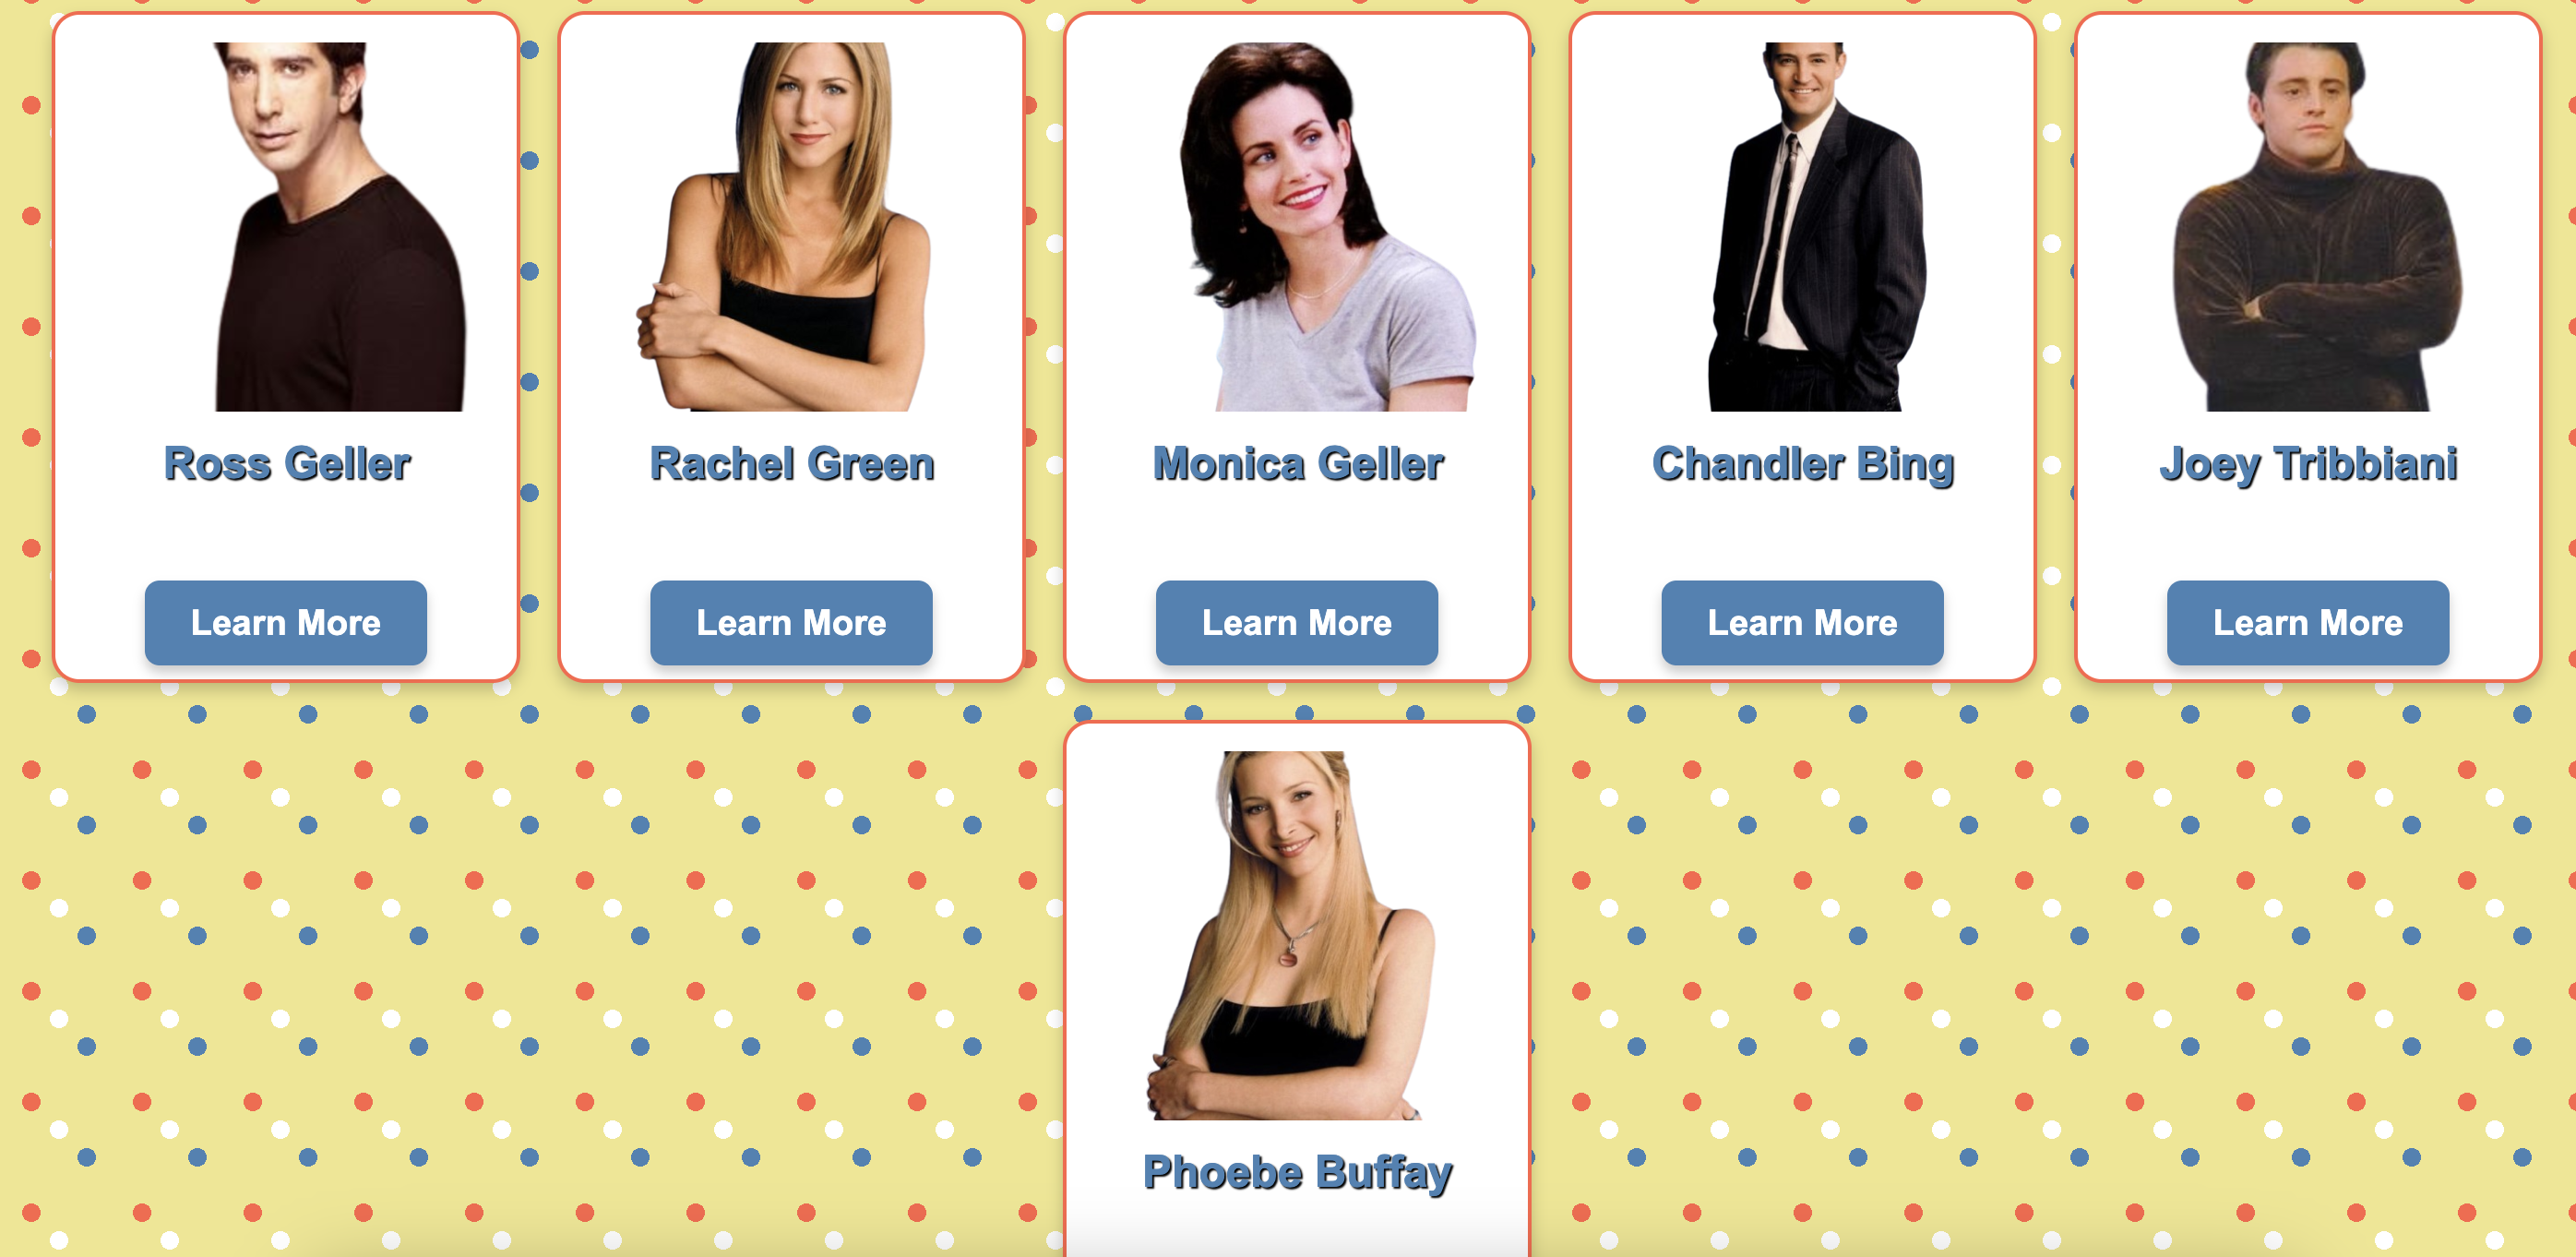 Ross Geller
Rachel Green
Monica Geller
Chandler Bing
Joey Tribbiani
Learn More
Learn More
Learn More
Learn More
Learn More
Phoebe Buffay